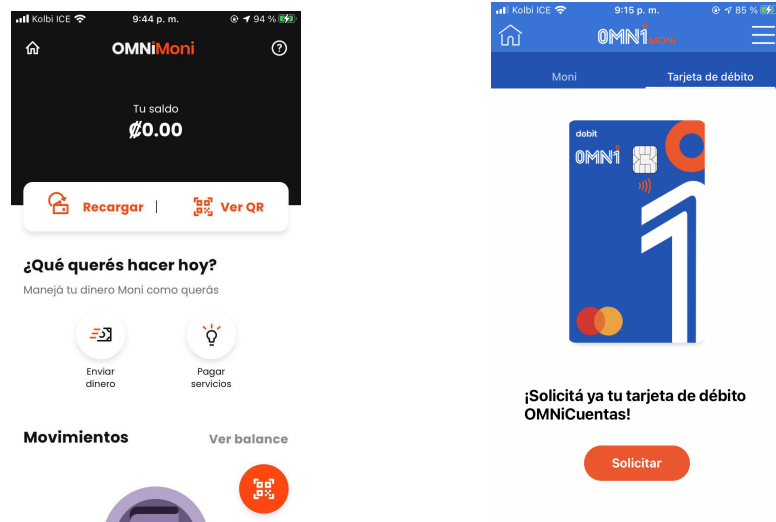 Kolbi ICE 9:44 p. m. 94 %
OMNiMoni
Tu saldo
₡0.00
Recargar | Ver QR
¿Qué querés hacer hoy?
Manejá tu dinero Moni como querás
Enviar dinero
Pagar servicios
Movimientos Ver balance
Kolbi ICE 9:15 p. m. 85 %
OMNi MONI
Moni Tarjeta de débito
debit
OMNi
¡Solicitá ya tu tarjeta de débito
OMNiCuentas!
Solicitar